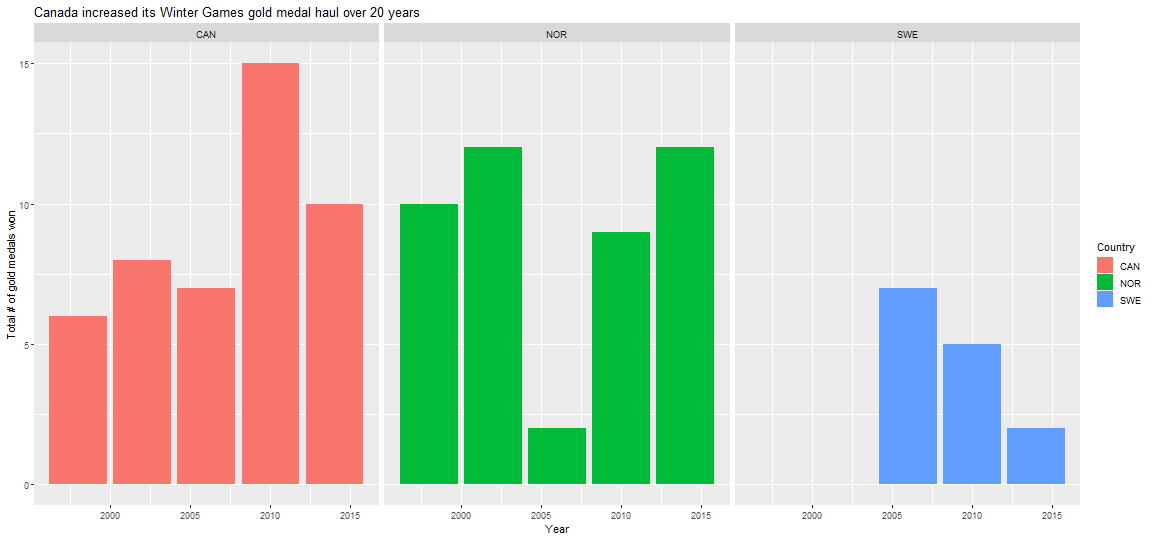 Canada increased its Winter Games gold medal haul over 20 years
CAN
NOR
SWE
Total # of gold medals won
15
10
5
0
2000
2005
2010
2015
2000
2005
2010
2015
2000
2005
2010
2015
Year
Country
CAN
NOR
SWE